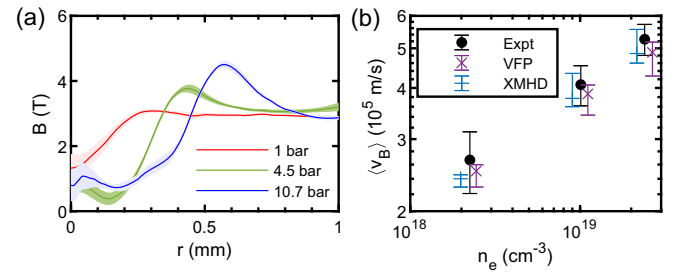 (a)
B (T)
6
4
2
0
1 bar
4.5 bar
10.7 bar
0
0.5
1
r (mm)
(b)
⟨v_B⟩ (10^5 m/s)
6
5
4
3
2
Expt
VFP
XMHD
10^18
10^19
n_e (cm^-3)